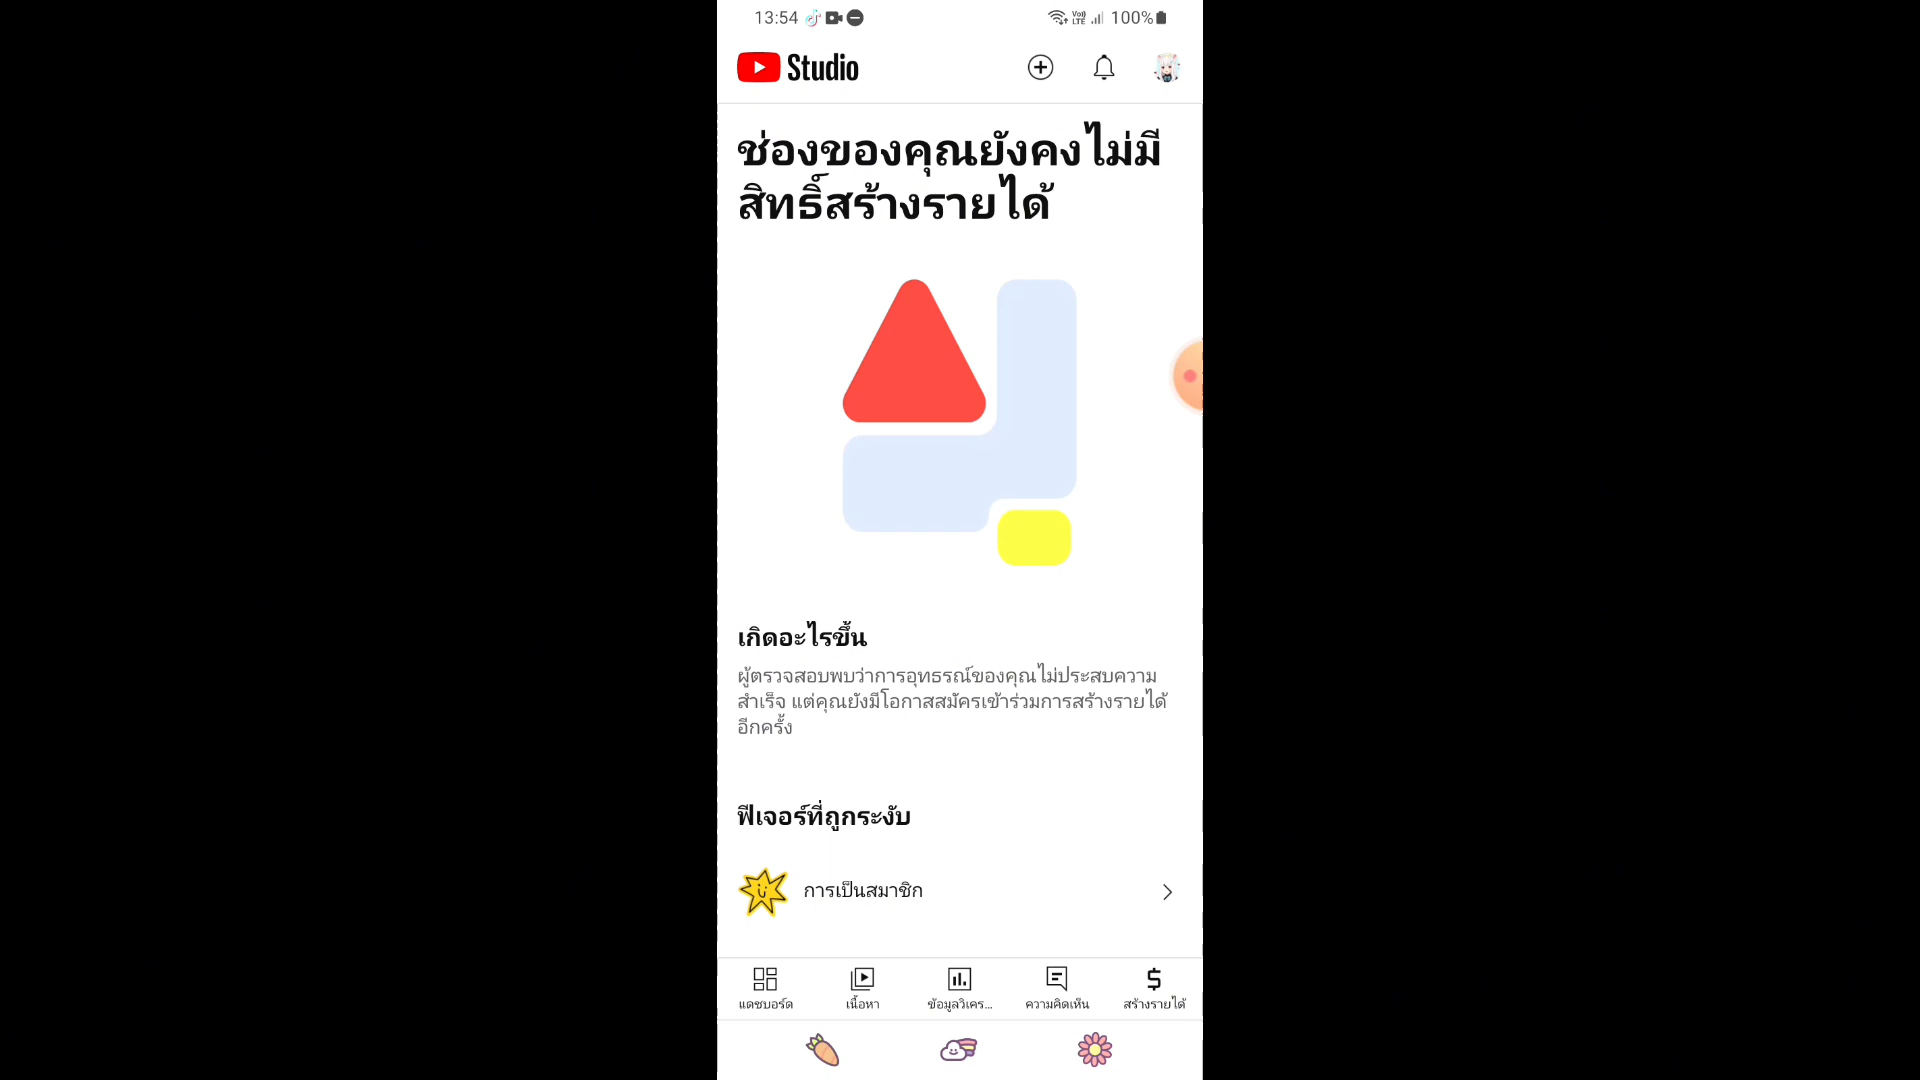 13:54
VoD LTE 100%
Studio
ช่องของคุณยังคงไม่มี
สิทธิ์สร้างรายได้
เกิดอะไรขึ้น
ผู้ตรวจสอบพบว่าการอุทธรณ์ของคุณไม่ประสบความ
สำเร็จ แต่คุณยังมีโอกาสสมัครเข้าร่วมการสร้างรายได้
อีกครั้ง
ฟีเจอร์ที่ถูกระงับ
การเป็นสมาชิก
แดชบอร์ด
เนื้อหา
ข้อมูลวิเคร...
ความคิดเห็น
สร้างรายได้